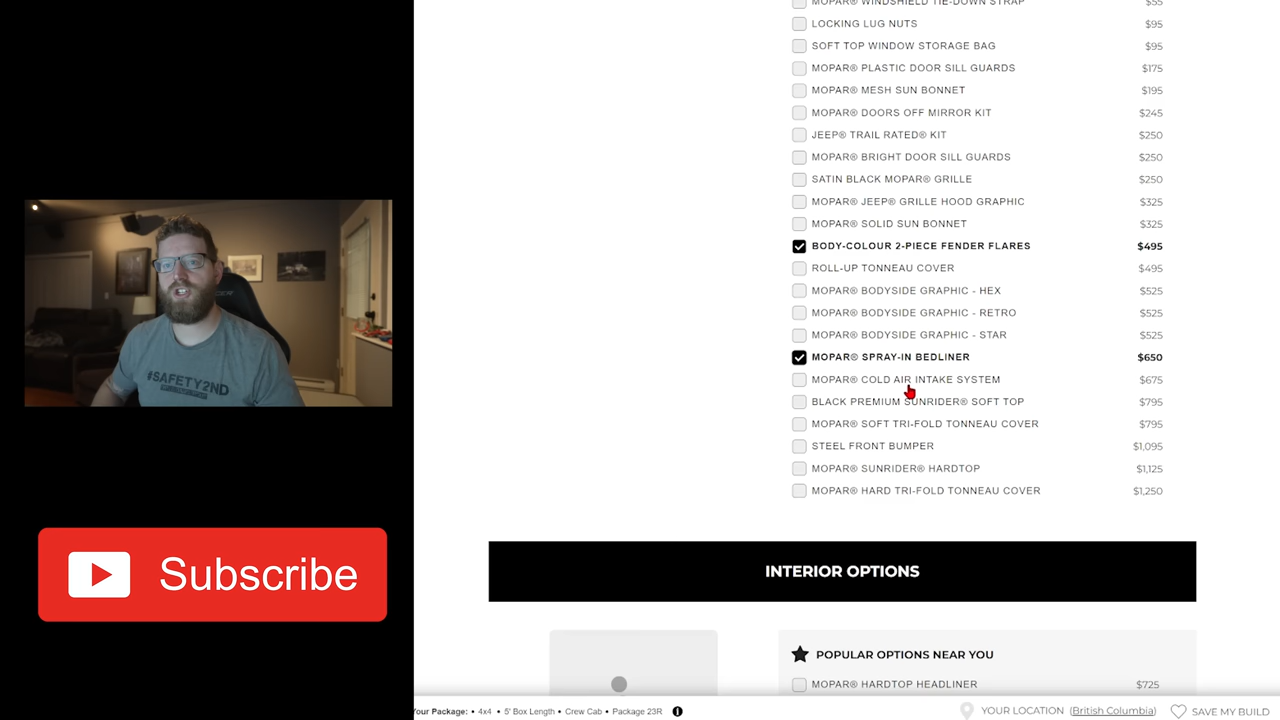 MOPAR® WINDSHIELD TIE-DOWN STRAP $55
LOCKING LUG NUTS $95
SOFT TOP WINDOW STORAGE BAG $95
MOPAR® PLASTIC DOOR SILL GUARDS $175
MOPAR® MESH SUN BONNET $195
MOPAR® DOORS OFF MIRROR KIT $245
JEEP® TRAIL RATED® KIT $250
MOPAR® BRIGHT DOOR SILL GUARDS $250
SATIN BLACK MOPAR® GRILLE $250
MOPAR® JEEP® GRILLE HOOD GRAPHIC $325
MOPAR® SOLID SUN BONNET $325
BODY-COLOUR 2-PIECE FENDER FLARES $495
ROLL-UP TONNEAU COVER $495
MOPAR® BODYSIDE GRAPHIC - HEX $525
MOPAR® BODYSIDE GRAPHIC - RETRO $525
MOPAR® BODYSIDE GRAPHIC - STAR $525
MOPAR® SPRAY-IN BEDLINER $650
MOPAR® COLD AIR INTAKE SYSTEM $675
BLACK PREMIUM SUNRIDER® SOFT TOP $795
MOPAR® SOFT TRI-FOLD TONNEAU COVER $795
STEEL FRONT BUMPER $1,095
MOPAR® SUNRIDER® HARDTOP $1,125
MOPAR® HARD TRI-FOLD TONNEAU COVER $1,250
#SAFETY2ND
Subscribe
INTERIOR OPTIONS
POPULAR OPTIONS NEAR YOU
MOPAR® HARDTOP HEADLINER $725
Your Package: • 4x4 • 5' Box Length • Crew Cab • Package 23R
YOUR LOCATION (British Columbia)
SAVE MY BUILD